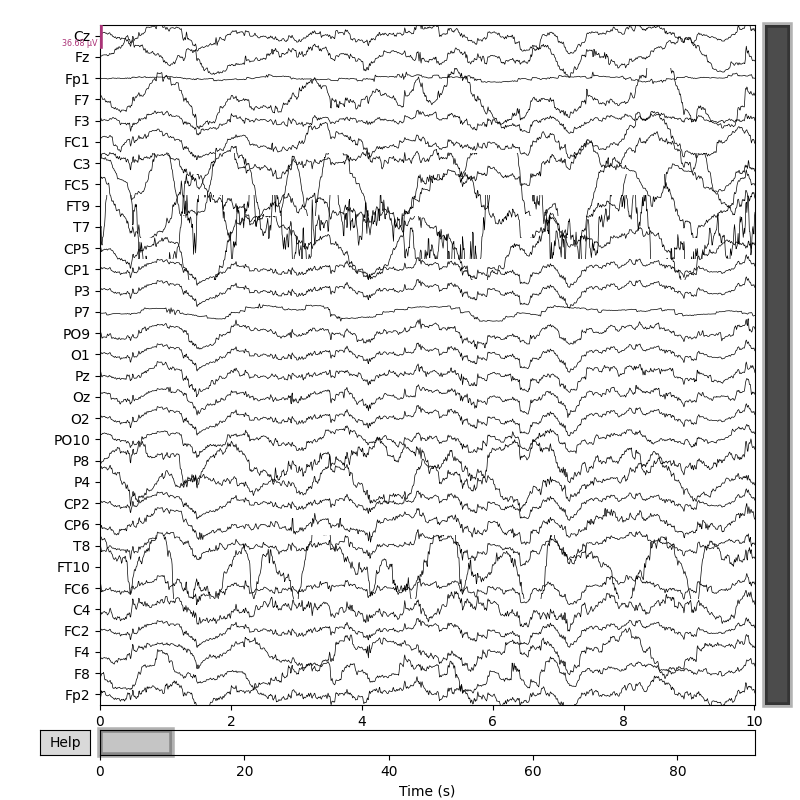 Cz
36.68 µV
Fz
Fp1
F7
F3
FC1
C3
FC5
FT9
T7
CP5
CP1
P3
P7
PO9
O1
Pz
Oz
O2
PO10
P8
P4
CP2
CP6
T8
FT10
FC6
C4
FC2
F4
F8
Fp2
0 2 4 6 8 10
Help
0 20 40 60 80
Time (s)